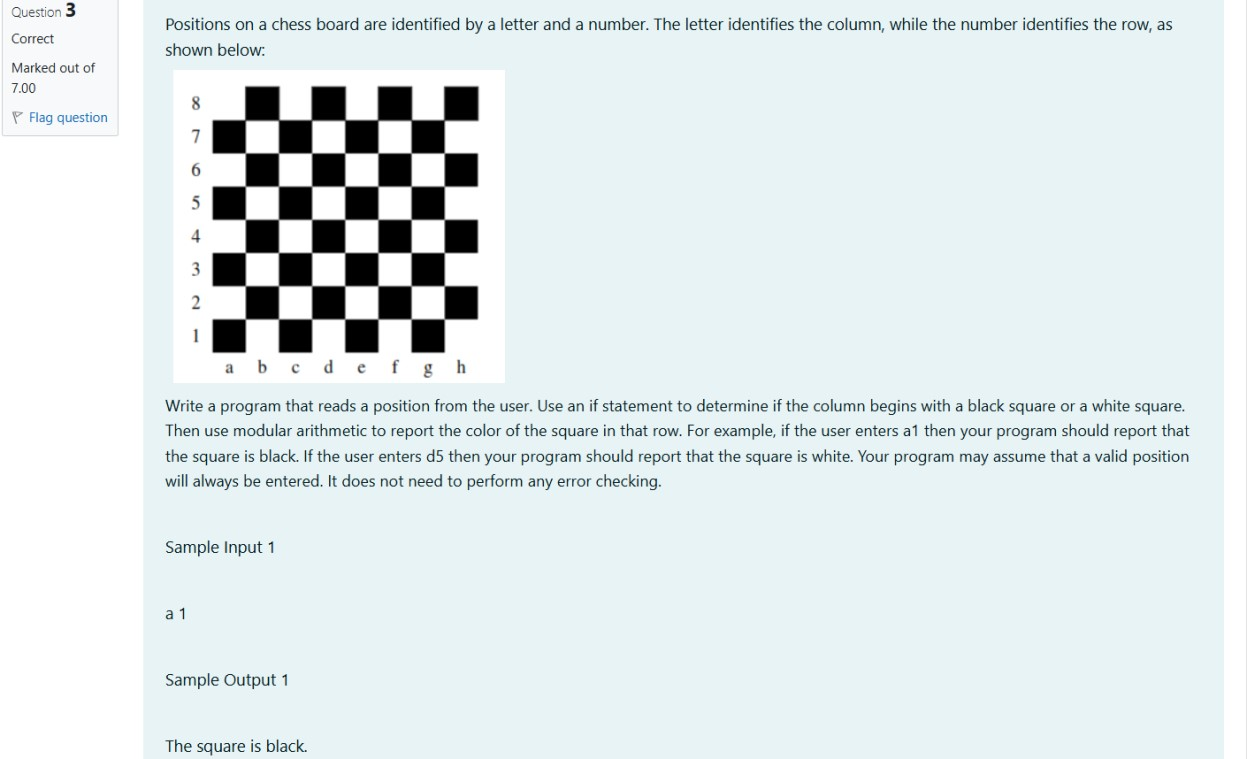 Question 3
Correct
Marked out of
7.00
Flag question
Positions on a chess board are identified by a letter and a number. The letter identifies the column, while the number identifies the row, as
shown below:
8
7
6
5
4
3
2
1
a b c d e f g h
Write a program that reads a position from the user. Use an if statement to determine if the column begins with a black square or a white square.
Then use modular arithmetic to report the color of the square in that row. For example, if the user enters a1 then your program should report that
the square is black. If the user enters d5 then your program should report that the square is white. Your program may assume that a valid position
will always be entered. It does not need to perform any error checking.
Sample Input 1
a 1
Sample Output 1
The square is black.